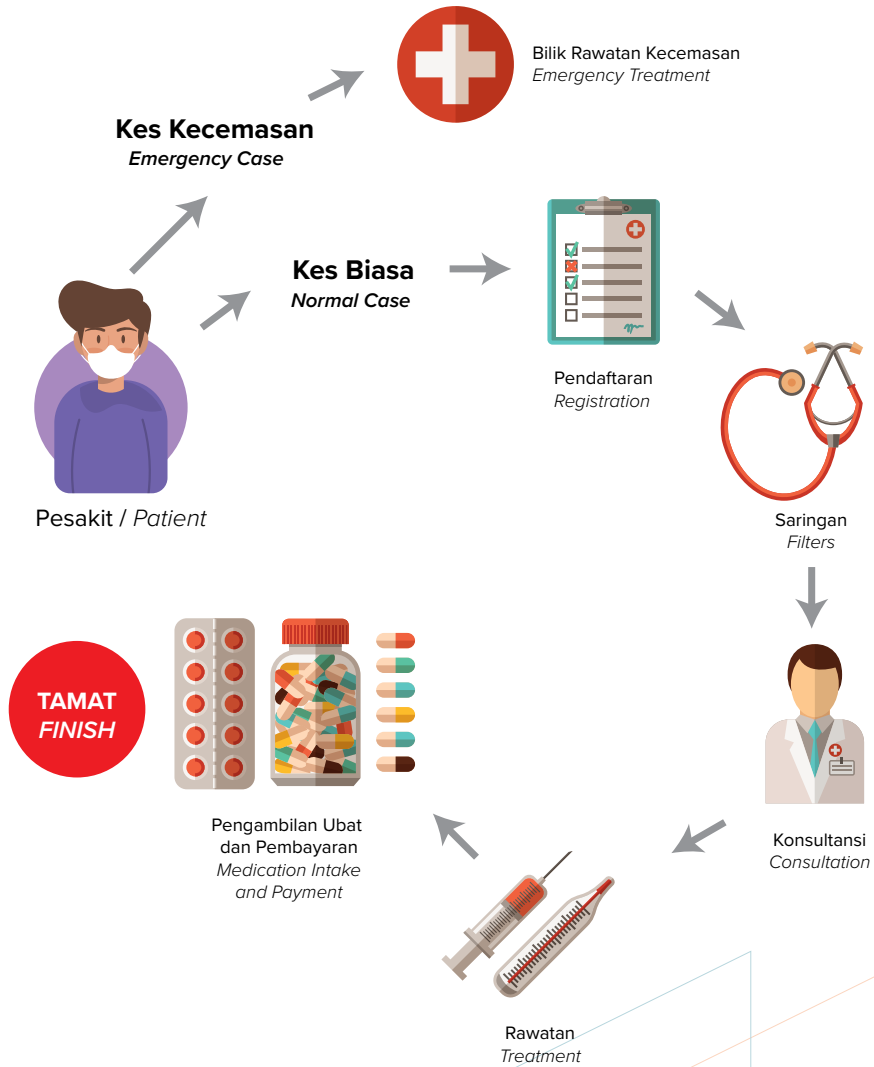 Bilik Rawatan Kecemasan
Emergency Treatment
Kes Kecemasan
Emergency Case
Kes Biasa
Normal Case
Pendaftaran
Registration
Pesakit / Patient
Saringan
Filters
TAMAT
FINISH
Pengambilan Ubat
dan Pembayaran
Medication Intake
and Payment
Konsultansi
Consultation
Rawatan
Treatment